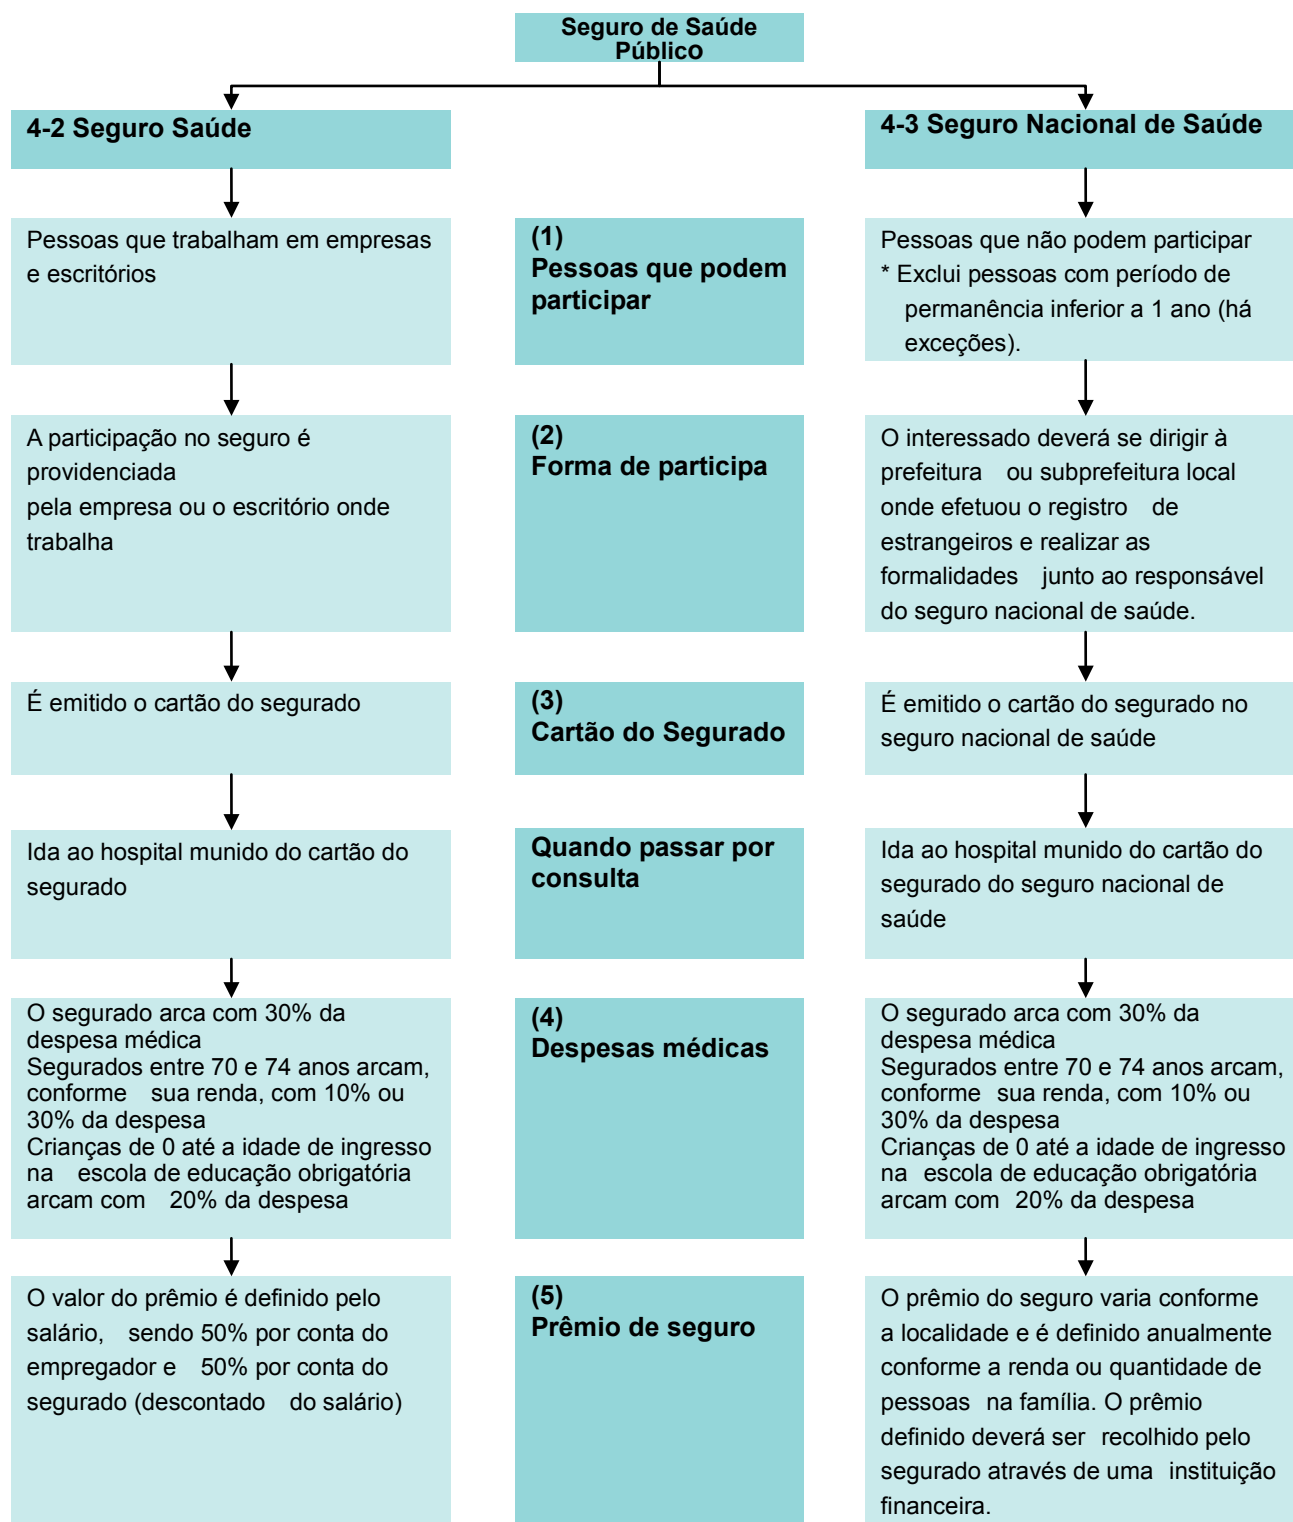 Seguro de Saúde
Público
4-2 Seguro Saúde
4-3 Seguro Nacional de Saúde
Pessoas que trabalham em empresas
e escritórios
(1)
Pessoas que podem
participar
Pessoas que não podem participar
* Exclui pessoas com período de
permanência inferior a 1 ano (há
exceções).
A participação no seguro é
providenciada
pela empresa ou o escritório onde
trabalha
(2)
Forma de participa
O interessado deverá se dirigir à
prefeitura ou subprefeitura local
onde efetuou o registro de
estrangeiros e realizar as
formalidades junto ao responsável
do seguro nacional de saúde.
É emitido o cartão do segurado
(3)
Cartão do Segurado
É emitido o cartão do segurado no
seguro nacional de saúde
Ida ao hospital munido do cartão do
segurado
Quando passar por
consulta
Ida ao hospital munido do cartão do
segurado do seguro nacional de
saúde
O segurado arca com 30% da
despesa médica
Segurados entre 70 e 74 anos arcam,
conforme sua renda, com 10% ou
30% da despesa
Crianças de 0 até a idade de ingresso
na escola de educação obrigatória
arcam com 20% da despesa
(4)
Despesas médicas
O segurado arca com 30% da
despesa médica
Segurados entre 70 e 74 anos arcam,
conforme sua renda, com 10% ou
30% da despesa
Crianças de 0 até a idade de ingresso
na escola de educação obrigatória
arcam com 20% da despesa
O valor do prêmio é definido pelo
salário, sendo 50% por conta do
empregador e 50% por conta do
segurado (descontado do salário)
(5)
Prêmio de seguro
O prêmio do seguro varia conforme
a localidade e é definido anualmente
conforme a renda ou quantidade de
pessoas na família. O prêmio
definido deverá ser recolhido pelo
segurado através de uma instituição
financeira.